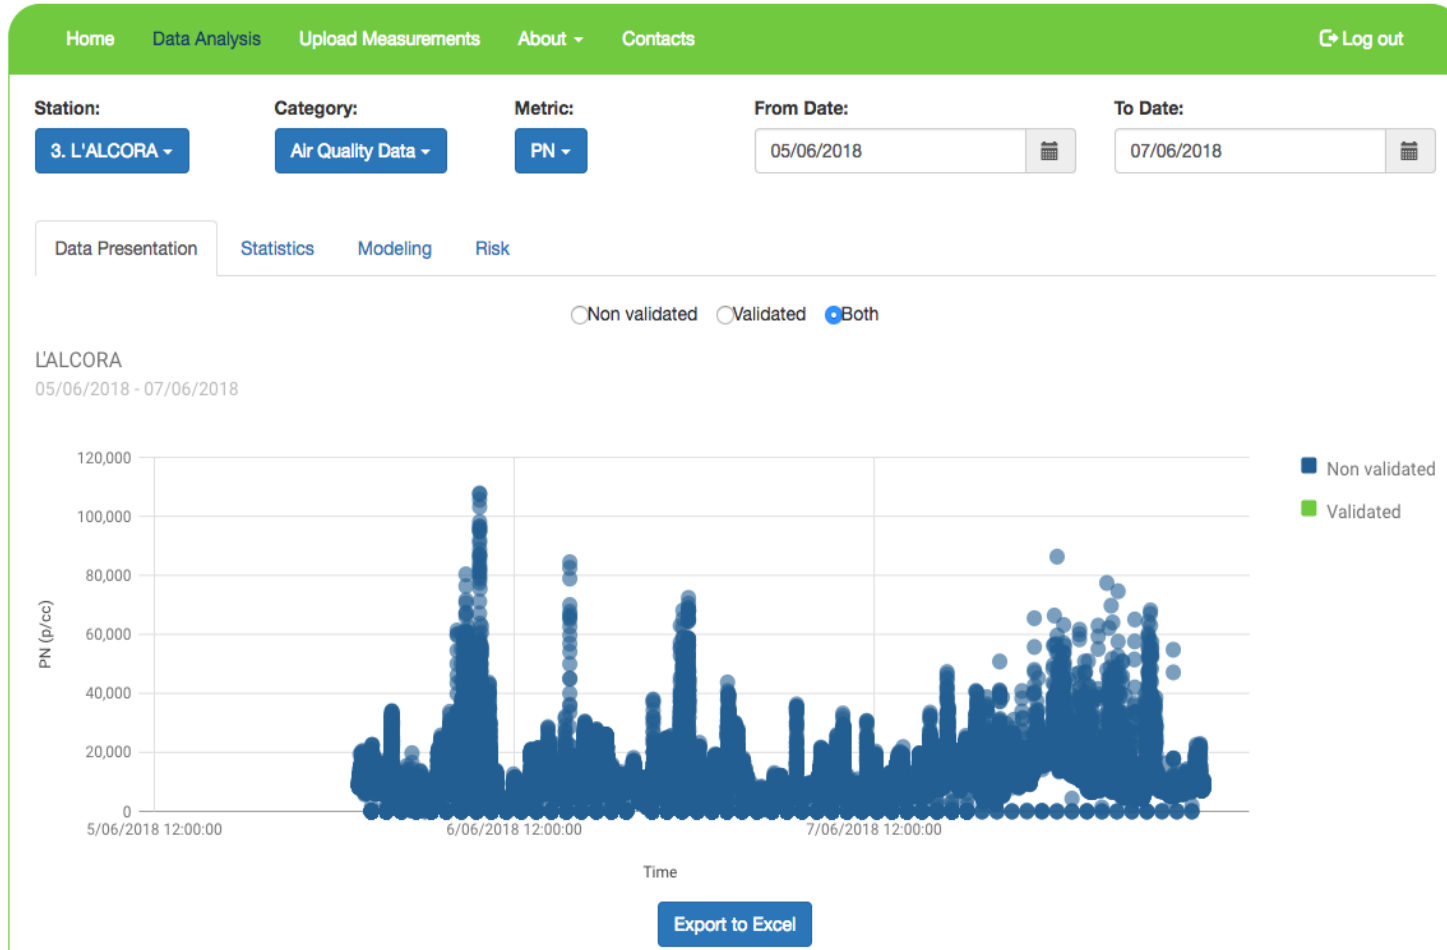 Home Data Analysis Upload Measurements About Contacts Log out
Station: Category: Metric: From Date: To Date:
3. L'ALCORA Air Quality Data PN 05/06/2018 07/06/2018
Data Presentation Statistics Modeling Risk
Non validated Validated Both
L'ALCORA
05/06/2018 - 07/06/2018
120,000
100,000
80,000
60,000
40,000
20,000
0
PN (p/cc)
5/06/2018 12:00:00 6/06/2018 12:00:00 7/06/2018 12:00:00
Time
Non validated
Validated
Export to Excel